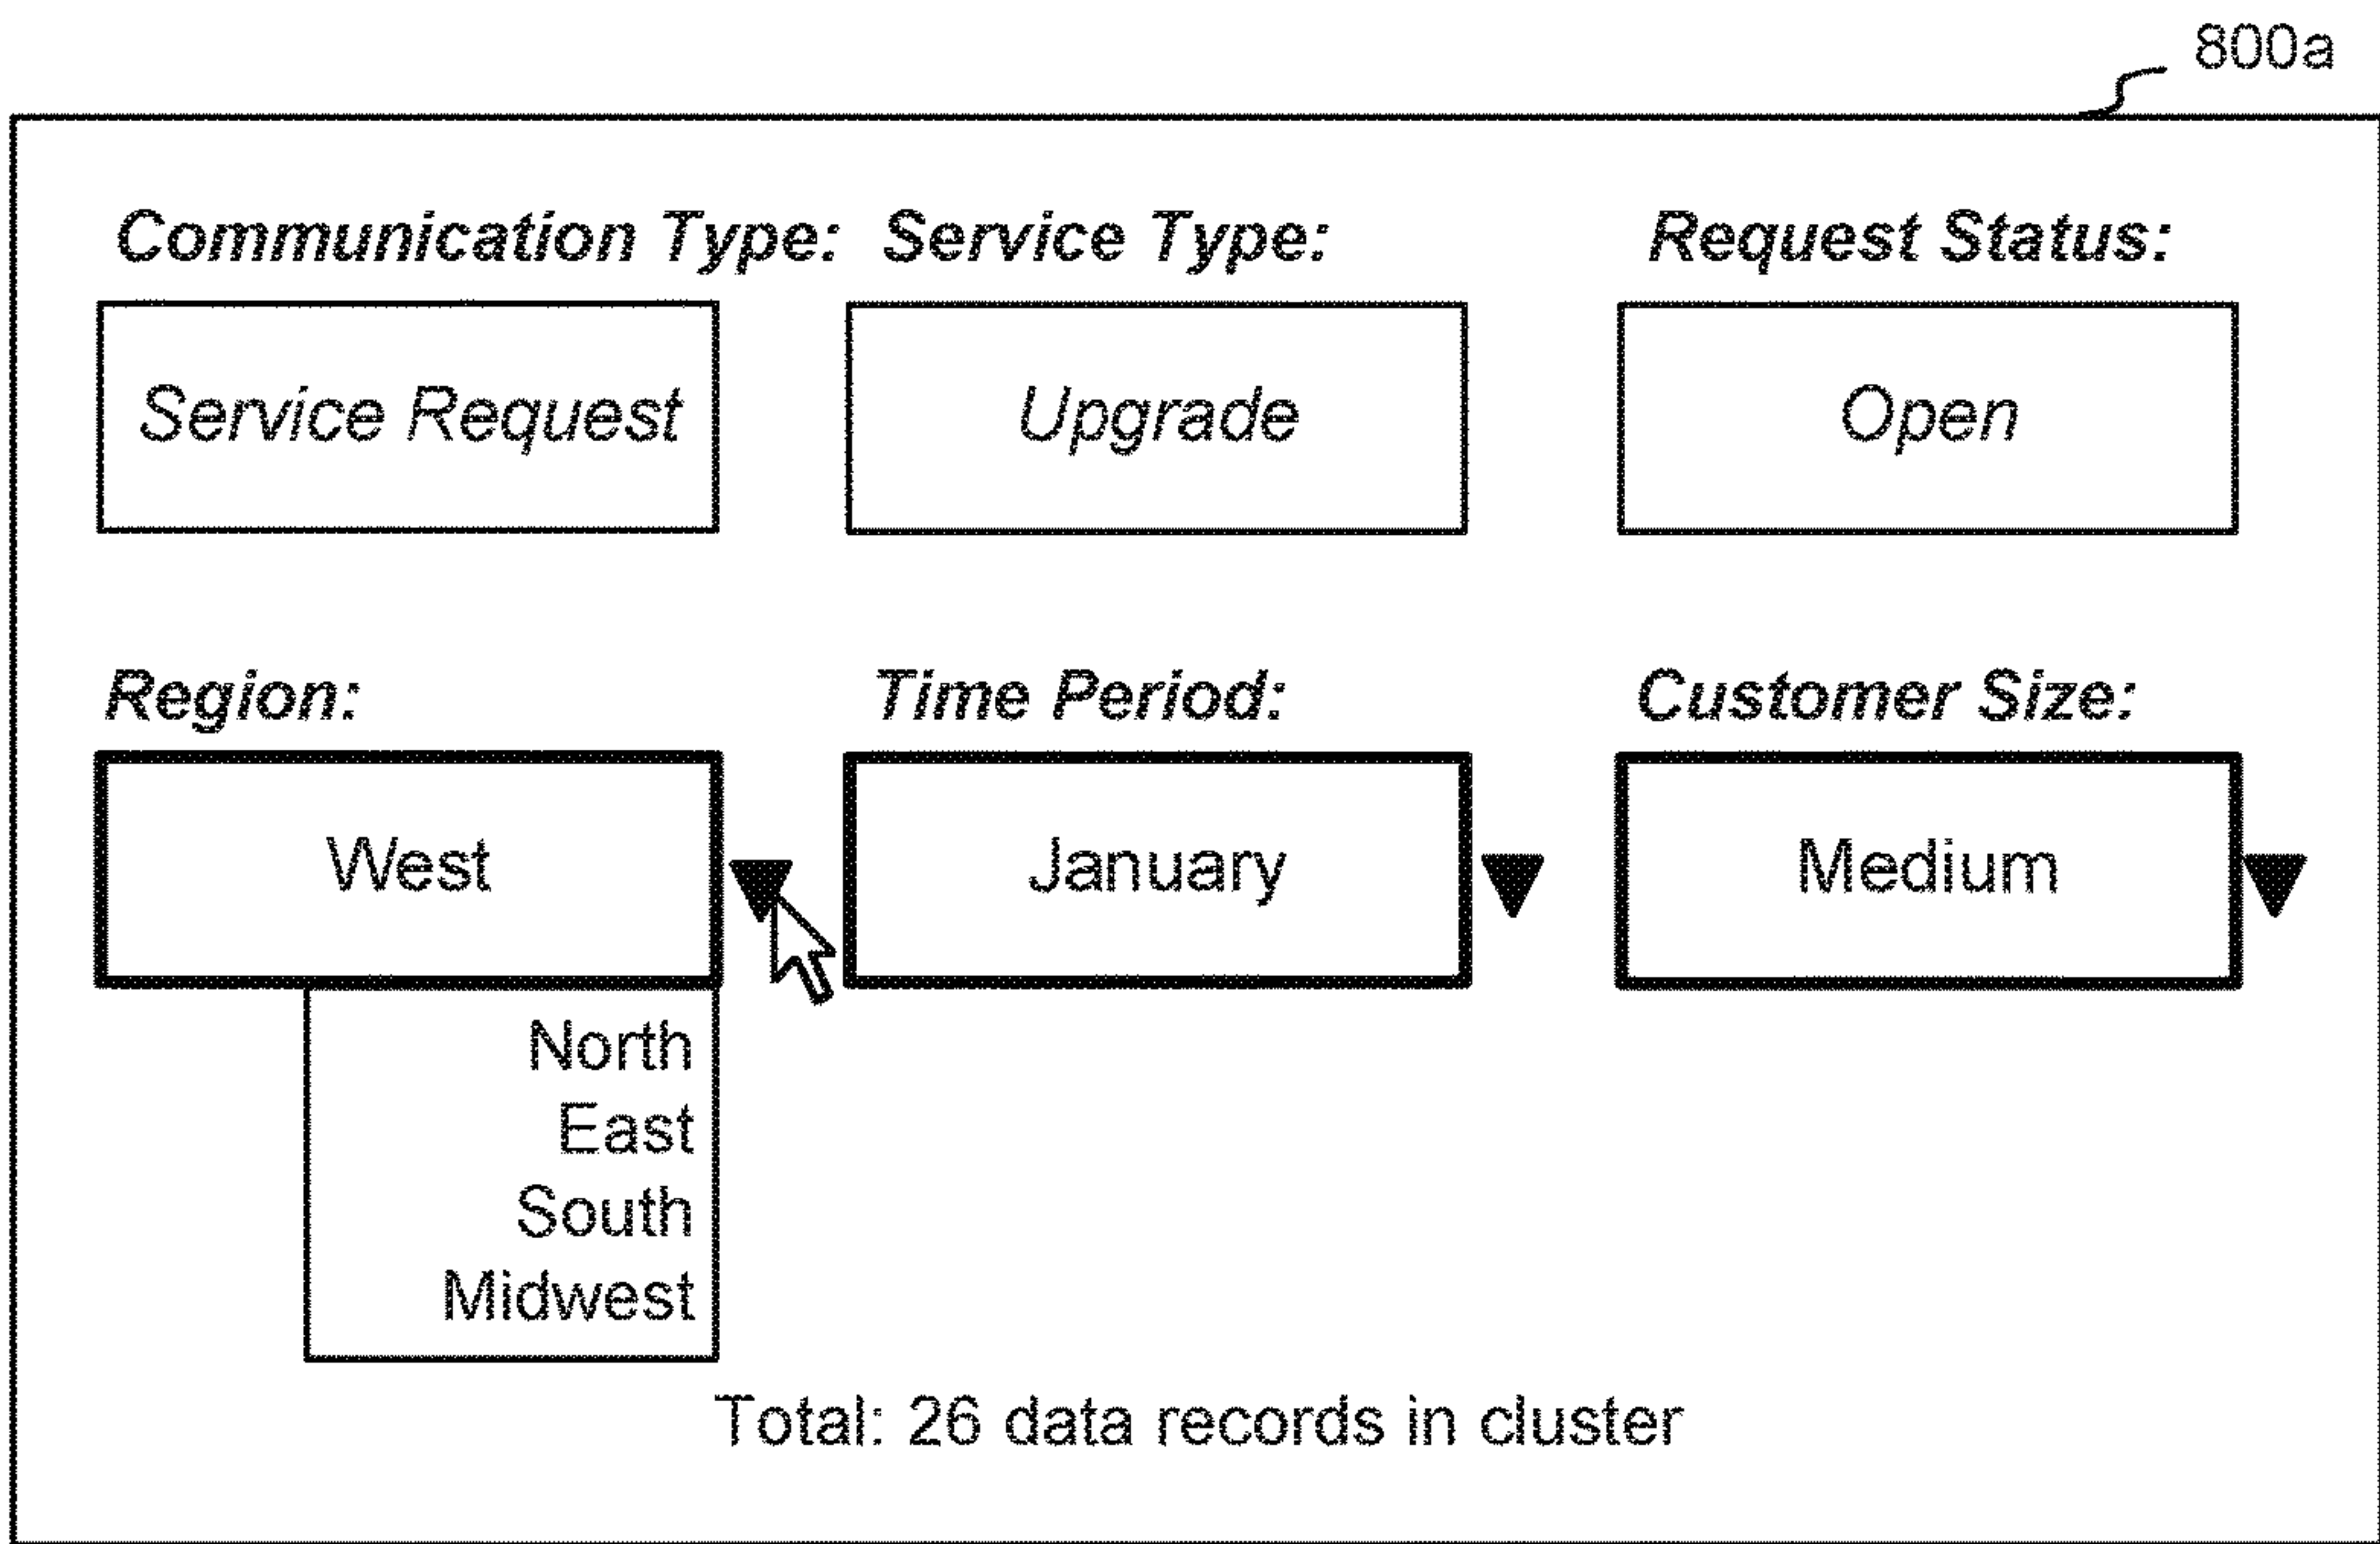 800a
Communication Type: Service Type: Request Status:
Service Request Upgrade Open
Region: Time Period: Customer Size:
West January Medium
North
East
South
Midwest
Total: 26 data records in cluster